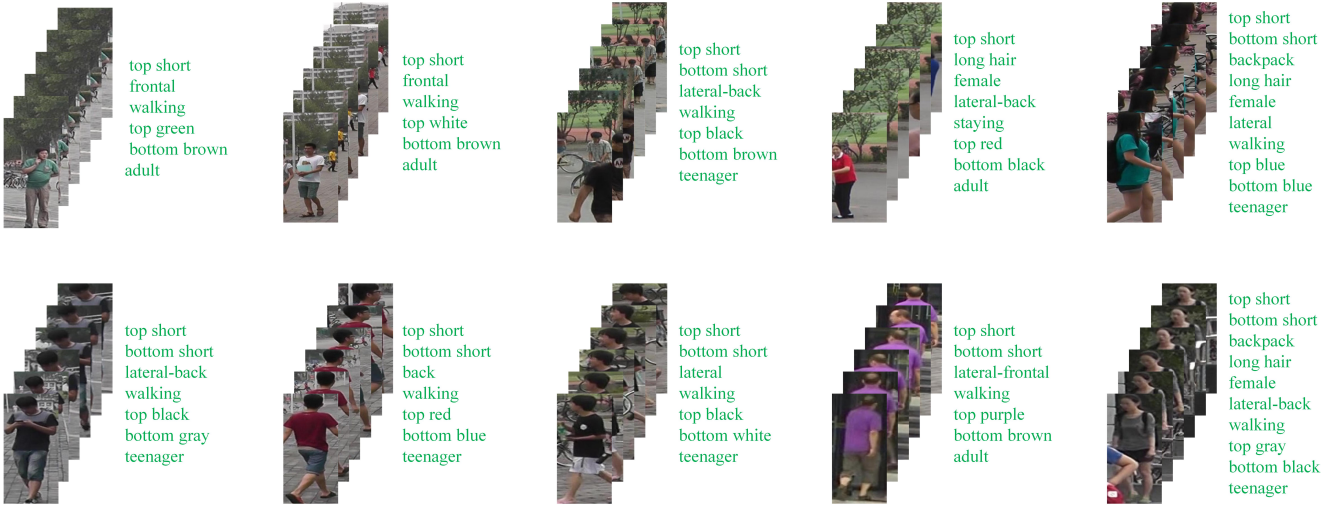 top short
frontal
walking
top green
bottom brown
adult
top short
frontal
walking
top white
bottom brown
adult
top short
bottom short
lateral-back
walking
top black
bottom brown
teenager
top short
long hair
female
lateral-back
staying
top red
bottom black
adult
top short
bottom short
backpack
long hair
female
lateral
walking
top blue
bottom blue
teenager
top short
bottom short
lateral-back
walking
top black
bottom gray
teenager
top short
bottom short
back
walking
top red
bottom blue
teenager
top short
bottom short
lateral
walking
top black
bottom white
teenager
top short
bottom short
lateral-frontal
walking
top purple
bottom brown
adult
top short
bottom short
backpack
long hair
female
lateral-back
walking
top gray
bottom black
teenager